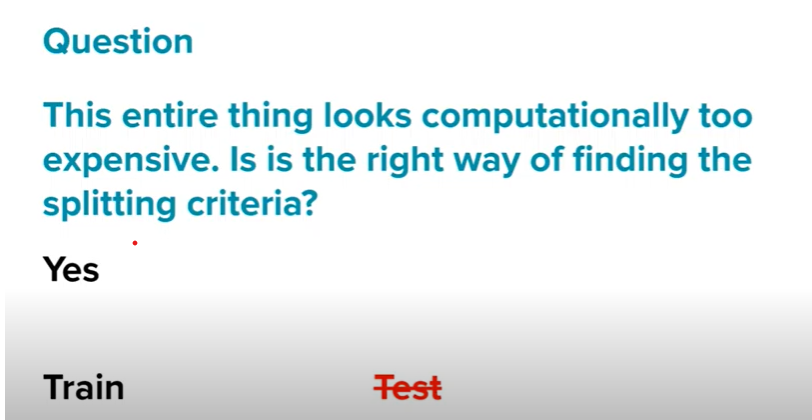 Question
This entire thing looks computationally too
expensive. Is is the right way of finding the
splitting criteria?
Yes
Train Test